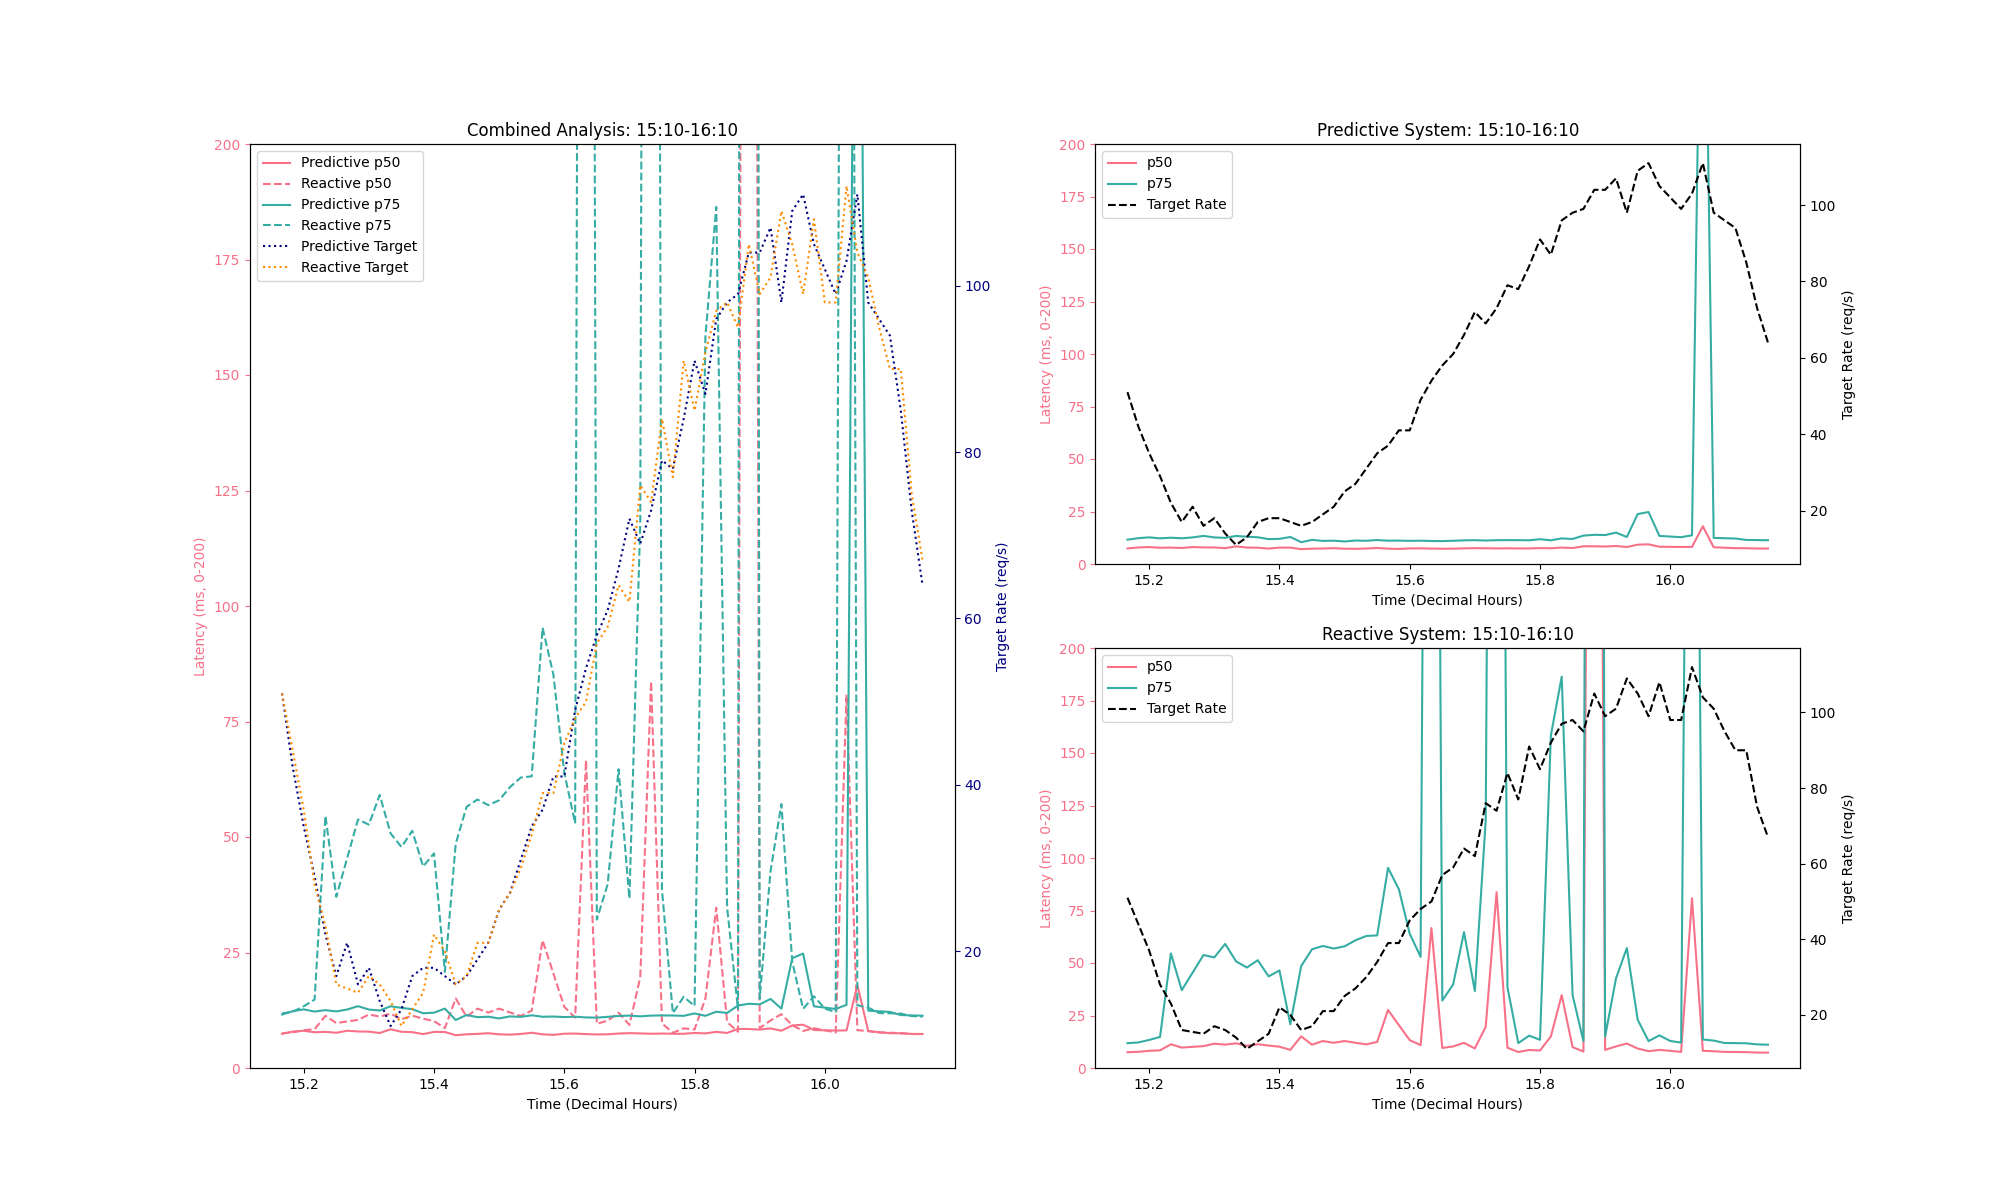 Combined Analysis: 15:10-16:10
Predictive p50
Reactive p50
Predictive p75
Reactive p75
Predictive Target
Reactive Target
200
175
150
125
100
75
50
25
0
Latency (ms, 0-200)
100
80
60
40
20
Target Rate (req/s)
15.2 15.4 15.6 15.8 16.0
Time (Decimal Hours)
Predictive System: 15:10-16:10
p50
p75
Target Rate
200
175
150
125
100
75
50
25
0
Latency (ms, 0-200)
100
80
60
40
20
Target Rate (req/s)
15.2 15.4 15.6 15.8 16.0
Time (Decimal Hours)
Reactive System: 15:10-16:10
p50
p75
Target Rate
200
175
150
125
100
75
50
25
0
Latency (ms, 0-200)
100
80
60
40
20
Target Rate (req/s)
15.2 15.4 15.6 15.8 16.0
Time (Decimal Hours)